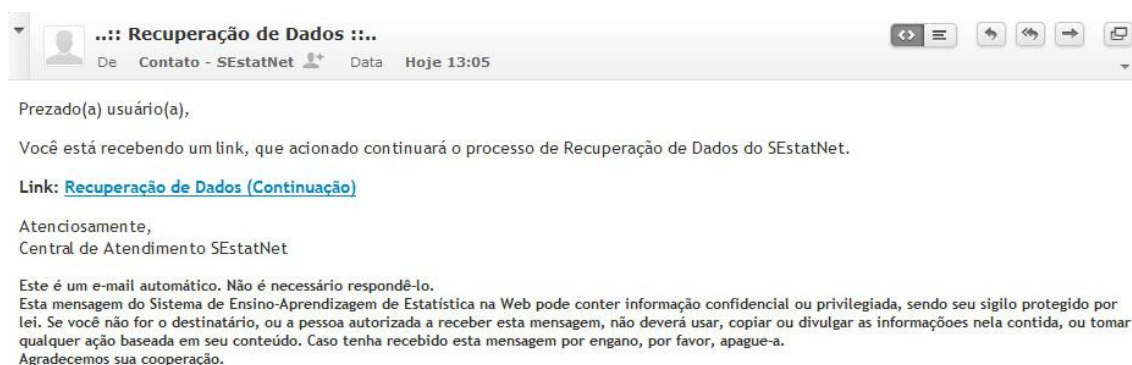 ..:: Recuperação de Dados ::..
De Contato - SEstatNet Data Hoje 13:05
Prezado(a) usuário(a),
Você está recebendo um link, que acionado continuará o processo de Recuperação de Dados do SEstatNet.
Link: Recuperação de Dados (Continuação)
Atenciosamente,
Central de Atendimento SEstatNet
Este é um e-mail automático. Não é necessário respondê-lo.
Esta mensagem do Sistema de Ensino-Aprendizagem de Estatística na Web pode conter informação confidencial ou privilegiada, sendo seu sigilo protegido por
lei. Se você não for o destinatário, ou a pessoa autorizada a receber esta mensagem, não deverá usar, copiar ou divulgar as informaçõoes nela contida, ou tomar
qualquer ação baseada em seu conteúdo. Caso tenha recebido esta mensagem por engano, por favor, apague-a.
Agradecemos sua cooperação.